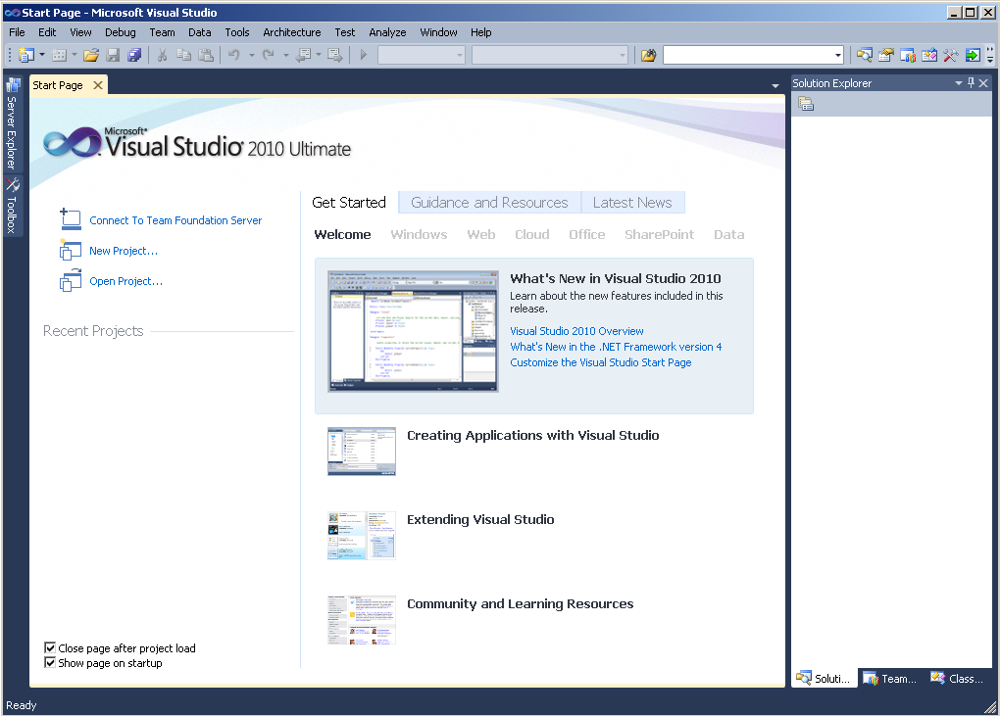 Start Page - Microsoft Visual Studio
File Edit View Debug Team Data Tools Architecture Test Analyze Window Help
Server Explorer
Toolbox
Start Page
Microsoft®
Visual Studio® 2010 Ultimate
Connect To Team Foundation Server
New Project...
Open Project...
Recent Projects
Close page after project load
Show page on startup
Get Started Guidance and Resources Latest News
Welcome Windows Web Cloud Office SharePoint Data
What's New in Visual Studio 2010
Learn about the new features included in this
release.
Visual Studio 2010 Overview
What's New in the .NET Framework version 4
Customize the Visual Studio Start Page
Creating Applications with Visual Studio
Extending Visual Studio
Community and Learning Resources
Solution Explorer
Soluti... Team... Class...
Ready